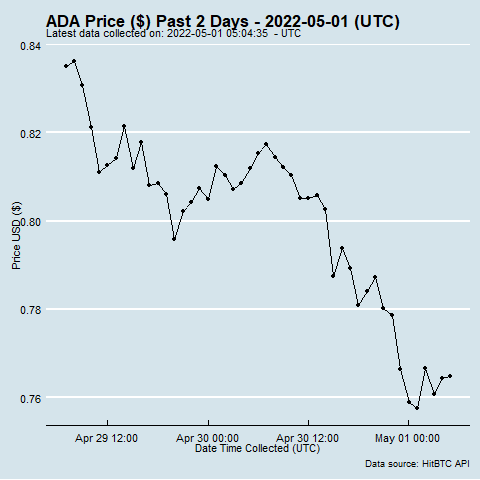 ADA Price ($) Past 2 Days - 2022-05-01 (UTC)
Latest data collected on: 2022-05-01 05:04:35 - UTC
0.84
0.82
0.80
0.78
0.76
Price USD ($)
Apr 29 12:00 Apr 30 00:00 Apr 30 12:00 May 01 00:00
Date Time Collected (UTC)
Data source: HitBTC API